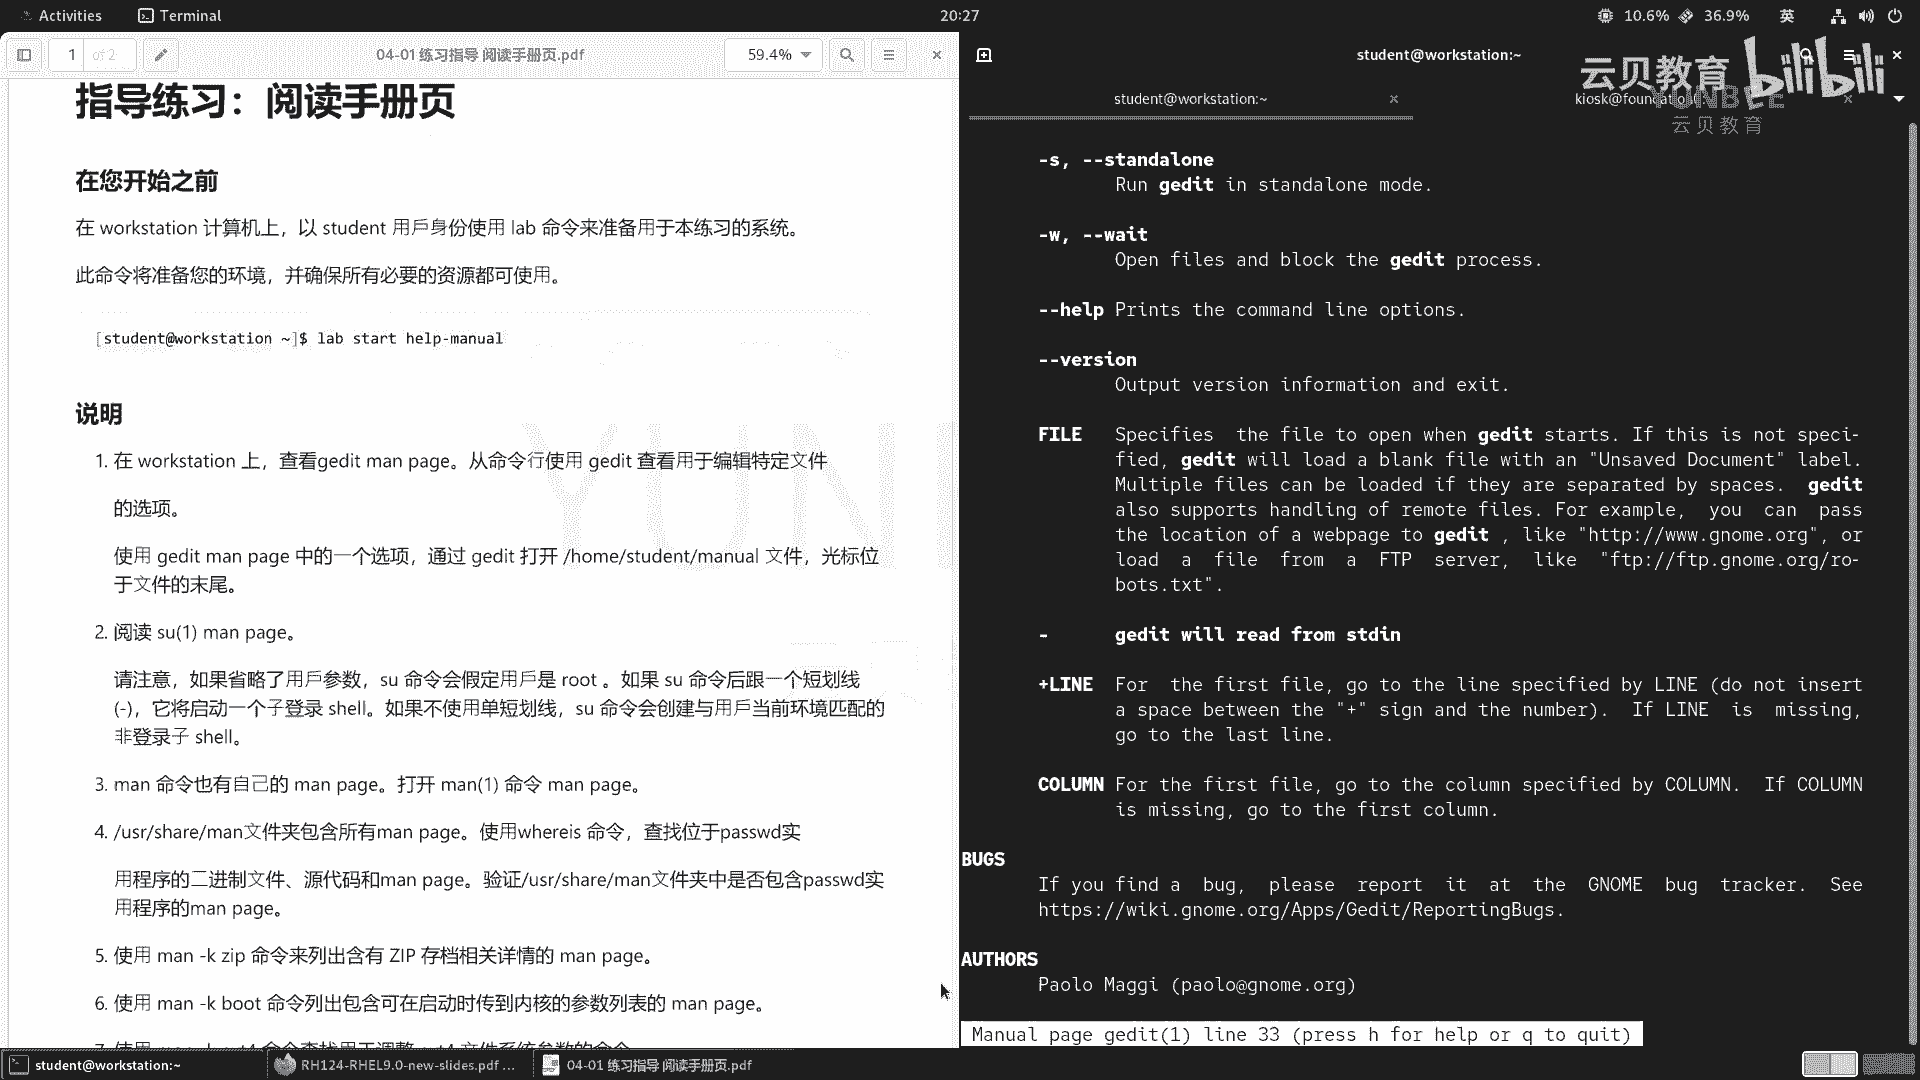 Activities
Terminal
20:27
10.6%
36.9%
英
1 of 2
04-01 练习指导 阅读手册页.pdf
59.4%
指导练习：阅读手册页
在您开始之前
在 workstation 计算机上，以 student 用戶身份使用 lab 命令来准备用于本练习的系统。
此命令将准备您的环境，并确保所有必要的资源都可使用。
[student@workstation ~]$ lab start help-manual
说明
1. 在 workstation 上，查看gedit man page。从命令行使用 gedit 查看用于编辑特定文件
的选项。
使用 gedit man page 中的一个选项，通过 gedit 打开 /home/student/manual 文件，光标位
于文件的末尾。
2. 阅读 su(1) man page。
请注意，如果省略了用戶参数，su 命令会假定用戶是 root 。如果 su 命令后跟一个短划线
(-)，它将启动一个子登录 shell。如果不使用单短划线，su 命令会创建与用戶当前环境匹配的
非登录子 shell。
3. man 命令也有自己的 man page。打开 man(1) 命令 man page。
4. /usr/share/man文件夹包含所有man page。使用whereis 命令，查找位于passwd实
用程序的二进制文件、源代码和man page。验证/usr/share/man文件夹中是否包含passwd实
用程序的man page。
5. 使用 man -k zip 命令来列出含有 ZIP 存档相关详情的 man page。
6. 使用 man -k boot 命令列出包含可在启动时传到内核的参数列表的 man page。
YUN
student@workstation:~
云贝教育 bilibili
YUNBEE
云贝教育
student@workstation:~
kiosk@foundation
-s, --standalone
Run gedit in standalone mode.
-w, --wait
Open files and block the gedit process.
--help Prints the command line options.
--version
Output version information and exit.
FILE Specifies the file to open when gedit starts. If this is not speci-
fied, gedit will load a blank file with an "Unsaved Document" label.
Multiple files can be loaded if they are separated by spaces. gedit
also supports handling of remote files. For example, you can pass
the location of a webpage to gedit , like "http://www.gnome.org", or
load a file from a FTP server, like "ftp://ftp.gnome.org/ro-
bots.txt".
- gedit will read from stdin
+LINE For the first file, go to the line specified by LINE (do not insert
a space between the "+" sign and the number). If LINE is missing,
go to the last line.
COLUMN For the first file, go to the column specified by COLUMN. If COLUMN
is missing, go to the first column.
BUGS
If you find a bug, please report it at the GNOME bug tracker. See
https://wiki.gnome.org/Apps/Gedit/ReportingBugs.
AUTHORS
Paolo Maggi (paolo@gnome.org)
Manual page gedit(1) line 33 (press h for help or q to quit)
student@workstation:~
RH124-RHEL9.0-new-slides.pdf ...
04-01 练习指导 阅读手册页.pdf